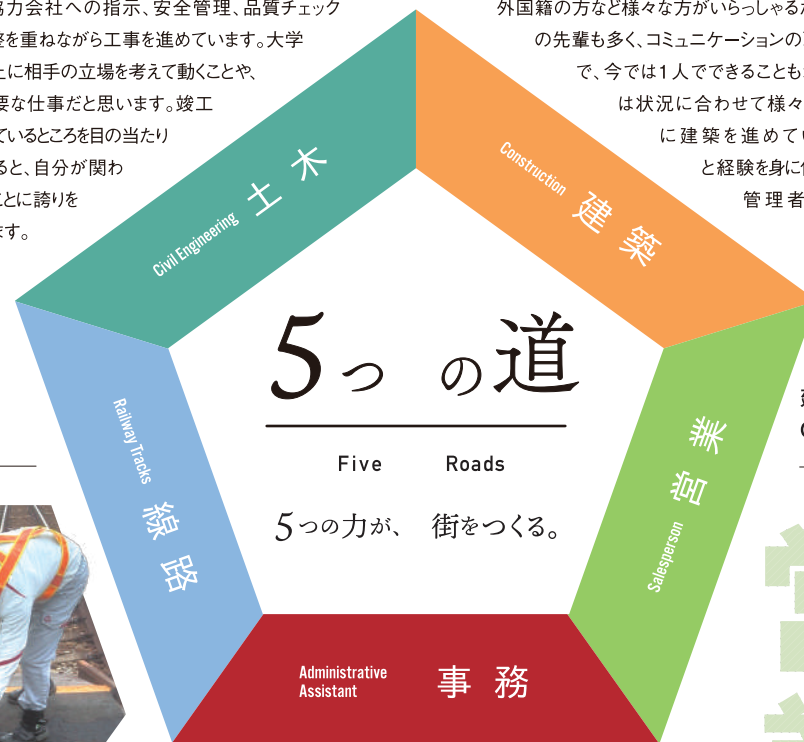 協力会社への指示、安全管理、品質チェック
整を重ねながら工事を進めています。大学
上に相手の立場を考えて動くことや、
要な仕事だと思います。竣工
ているところを目の当たり
ると、自分が関わ
ことに誇りを
ます。
外国籍の方など様々な方がいらっしゃるか
の先輩も多く、コミュニケーションの
で、今では1人でできることも
は状況に合わせて様々
に建築を進めてい
と経験を身に
管理者
Civil Engineering 土木
Construction 建築
5つの道
Five Roads
5つの力が、 街をつくる。
Railway Tracks 線路
Salesperson 営業
Administrative
Assistant
事務